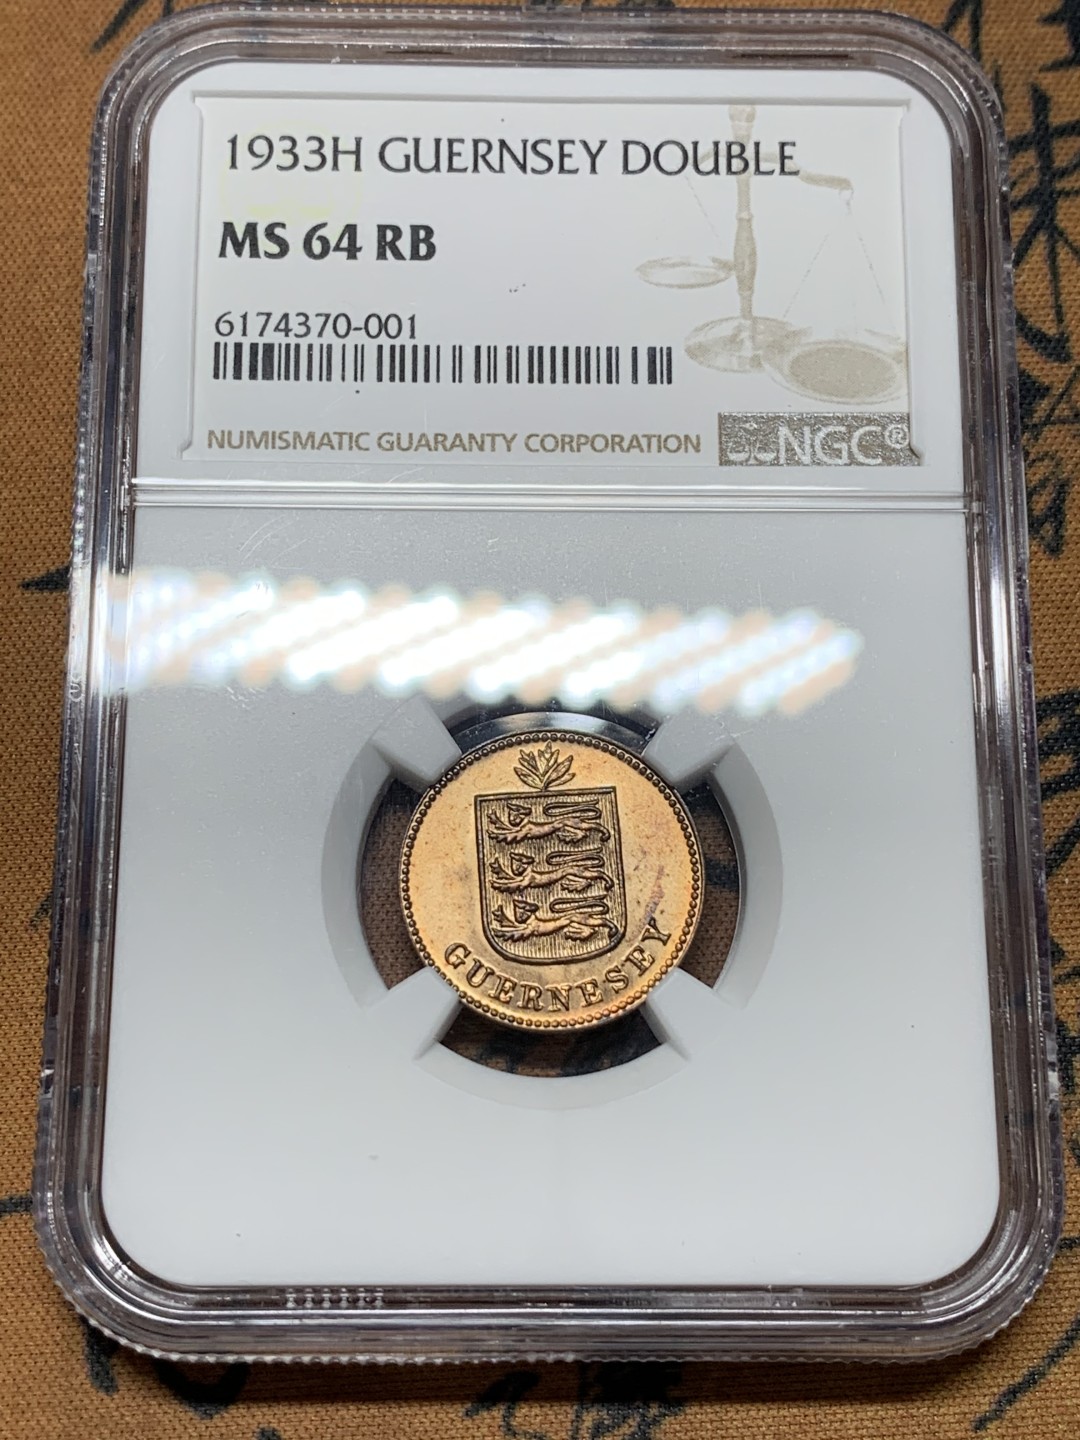 1933H GUERNSEY DOUBLE
MS 64 RB
6174370-001
NUMISMATIC GUARANTY CORPORATION
NGC®
GUERNESEY